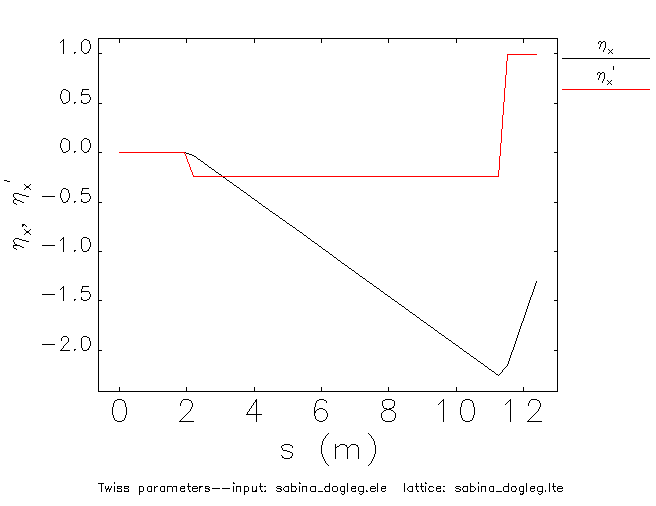 1.0
0.5
0.0
−0.5
−1.0
−1.5
−2.0
ηx, ηx'
0 2 4 6 8 10 12
s (m)
ηx
ηx'
Twiss parameters--input: sabina_dogleg.ele lattice: sabina_dogleg.lte